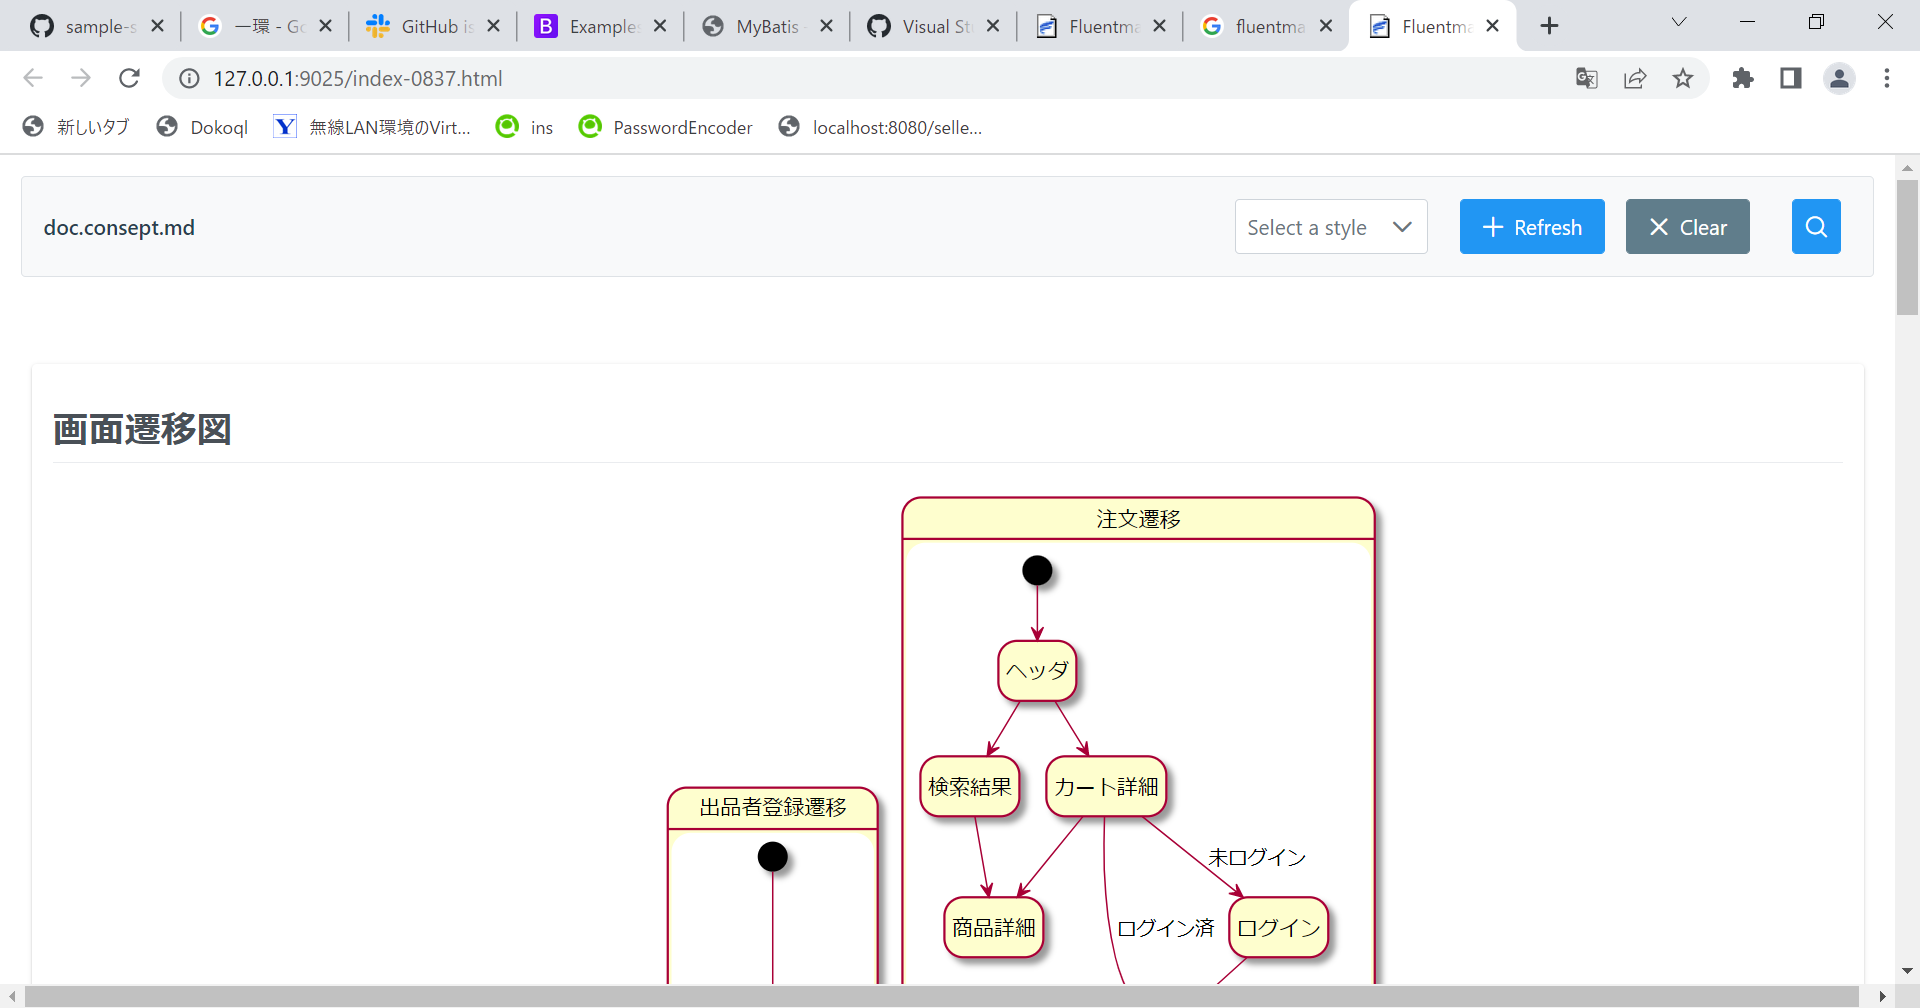 sample-s
一環 - Go
GitHub is
Examples
MyBatis -
Visual St
Fluentma
fluentma
Fluentma
127.0.0.1:9025/index-0837.html
新しいタブ
Dokoql
無線LAN環境のVirt...
ins
PasswordEncoder
localhost:8080/selle...
doc.consept.md
Select a style
Refresh
Clear
画面遷移図
注文遷移
ヘッダ
検索結果
カート詳細
出品者登録遷移
未ログイン
商品詳細
ログイン済
ログイン